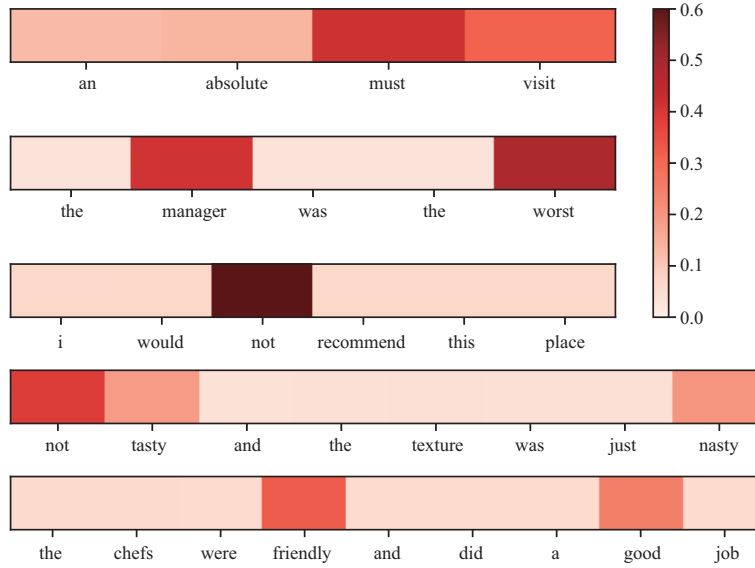 an absolute must visit
the manager was the worst
i would not recommend this place
not tasty and the texture was just nasty
the chefs were friendly and did a good job
0.6
0.5
0.4
0.3
0.2
0.1
0.0